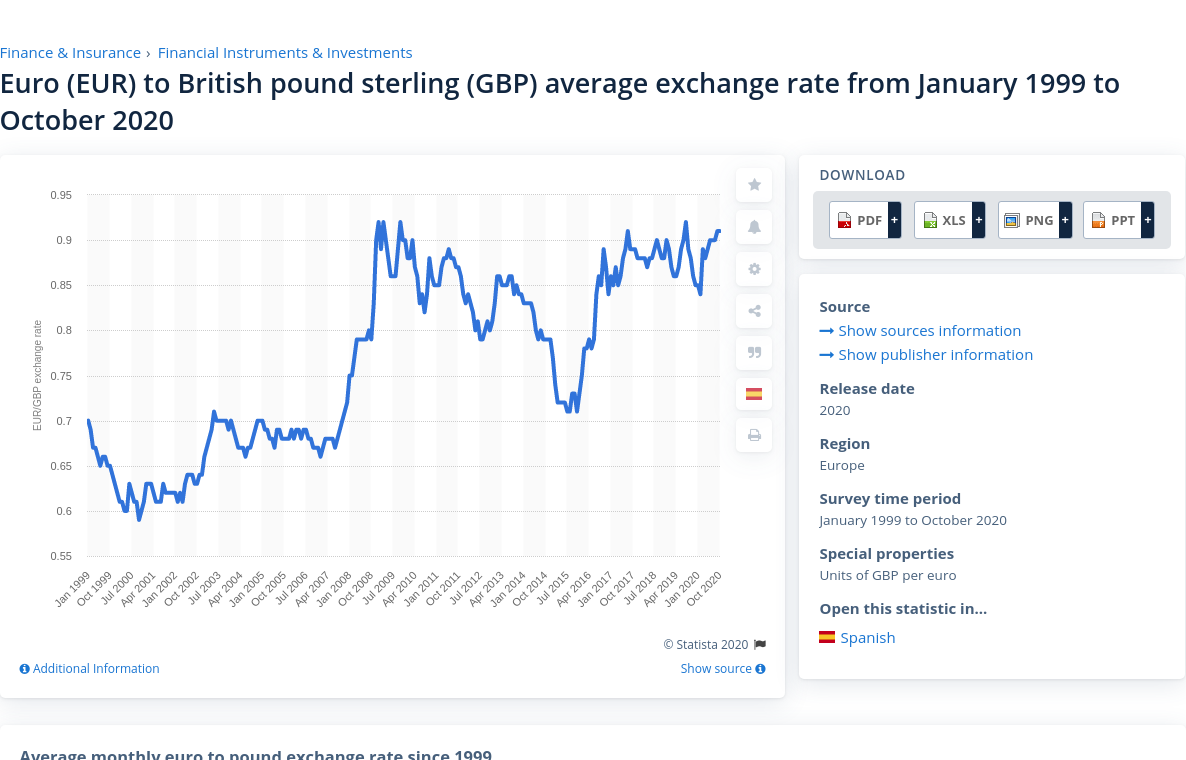 Finance & Insurance › Financial Instruments & Investments
Euro (EUR) to British pound sterling (GBP) average exchange rate from January 1999 to
October 2020
0.95
0.9
0.85
0.8
0.75
0.7
0.65
0.6
0.55
EUR/GBP exchange rate
Jan 1999
Oct 1999
Jul 2000
Apr 2001
Jan 2002
Oct 2002
Jul 2003
Apr 2004
Jan 2005
Oct 2005
Jul 2006
Apr 2007
Jan 2008
Oct 2008
Jul 2009
Apr 2010
Jan 2011
Oct 2011
Jul 2012
Apr 2013
Jan 2014
Oct 2014
Jul 2015
Apr 2016
Jan 2017
Oct 2017
Jul 2018
Apr 2019
Jan 2020
Oct 2020
© Statista 2020
Additional Information
Show source
DOWNLOAD
PDF +
XLS +
PNG +
PPT +
Source
Show sources information
Show publisher information
Release date
2020
Region
Europe
Survey time period
January 1999 to October 2020
Special properties
Units of GBP per euro
Open this statistic in...
Spanish
Average monthly euro to pound exchange rate since 1999